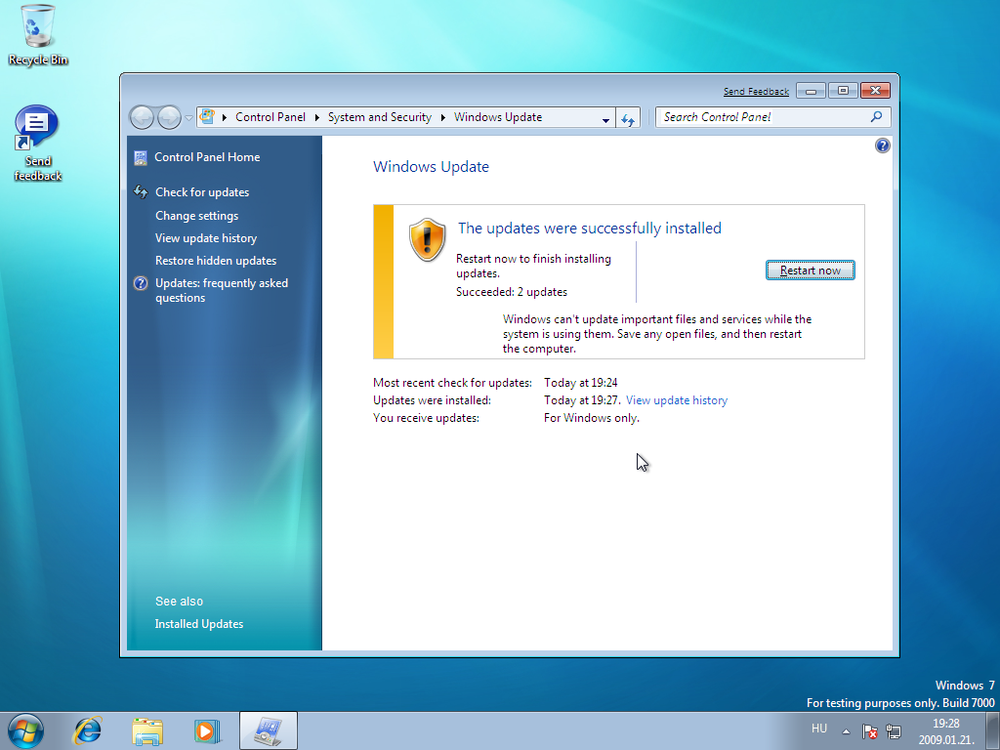 Recycle Bin
Send
feedback
Send Feedback
Control Panel
System and Security
Windows Update
Search Control Panel
Control Panel Home
Check for updates
Change settings
View update history
Restore hidden updates
Updates: frequently asked
questions
See also
Installed Updates
Windows Update
The updates were successfully installed
Restart now to finish installing
updates.
Succeeded: 2 updates
Restart now
Windows can't update important files and services while the
system is using them. Save any open files, and then restart
the computer.
Most recent check for updates: Today at 19:24
Updates were installed: Today at 19:27. View update history
You receive updates: For Windows only.
Windows 7
For testing purposes only. Build 7000
HU
19:28
2009.01.21.